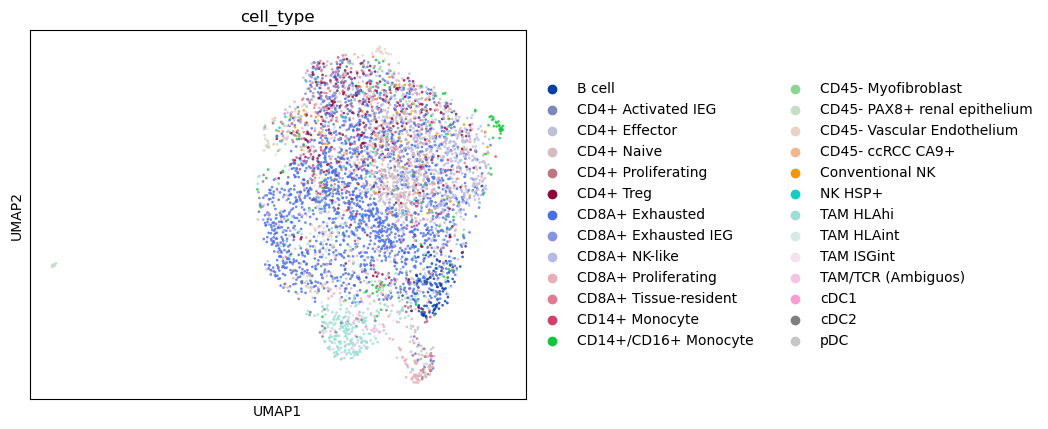 cell_type
UMAP2
UMAP1
B cell
CD4+ Activated IEG
CD4+ Effector
CD4+ Naive
CD4+ Proliferating
CD4+ Treg
CD8A+ Exhausted
CD8A+ Exhausted IEG
CD8A+ NK-like
CD8A+ Proliferating
CD8A+ Tissue-resident
CD14+ Monocyte
CD14+/CD16+ Monocyte
CD45- Myofibroblast
CD45- PAX8+ renal epithelium
CD45- Vascular Endothelium
CD45- ccRCC CA9+
Conventional NK
NK HSP+
TAM HLAhi
TAM HLAint
TAM ISGint
TAM/TCR (Ambiguos)
cDC1
cDC2
pDC